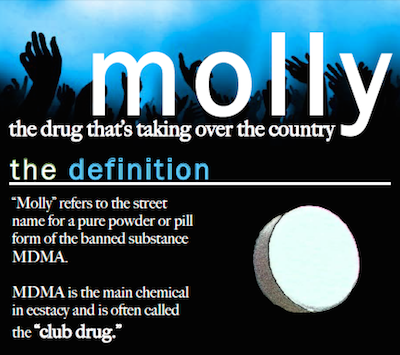 molly
the drug that's taking over the country
the definition
"Molly" refers to the street
name for a pure powder or pill
form of the banned substance
MDMA.
MDMA is the main chemical
in ecstacy and is often called
the "club drug."